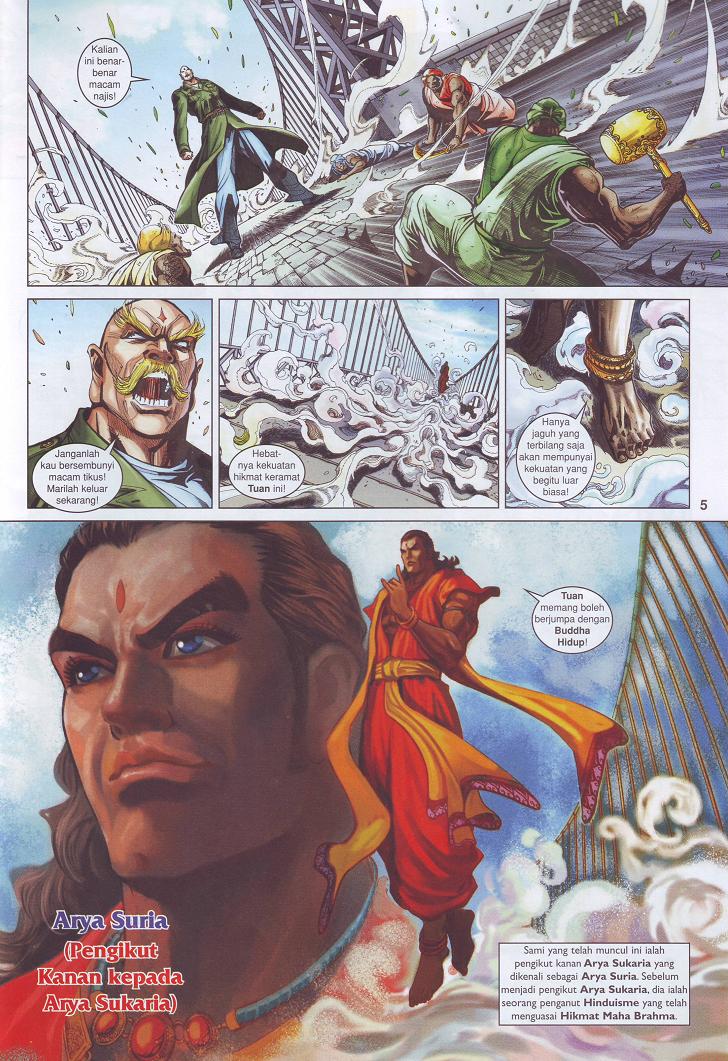 Kalian
ini benar-
benar
macam
najis!
Janganlah
kau bersembunyi
macam tikus!
Marilah keluar
sekarang!
Hebat-
nya kekuatan
hikmat keramat
Tuan ini!
Hanya
jaguh yang
terbilang saja
akan mempunyai
kekuatan yang
begitu luar
biasa!
5
Tuan
memang boleh
berjumpa dengan
Buddha
Hidup!
Arya Suria
(Pengikut
Kanan kepada
Arya Sukaria)
Sami yang telah muncul ini ialah
pengikut kanan Arya Sukaria yang
dikenali sebagai Arya Suria. Sebelum
menjadi pengikut Arya Sukaria, dia ialah
seorang penganut Hinduisme yang telah
menguasai Hikmat Maha Brahma.